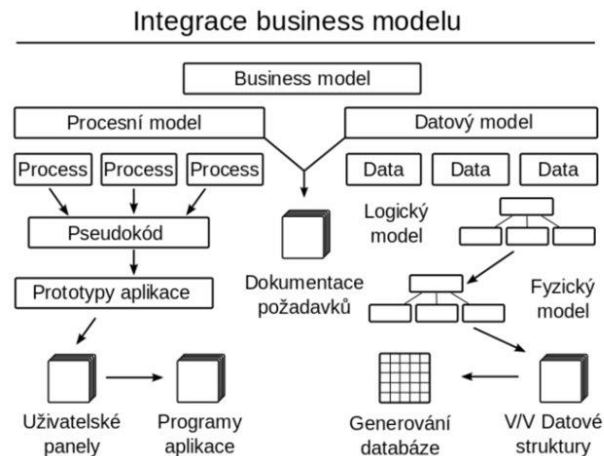 Integrace business modelu
Business model
Procesní model
Datový model
Process
Process
Process
Data
Data
Data
Pseudokód
Logický
model
Dokumentace
požadavků
Prototypy aplikace
Fyzický
model
Uživatelské
panely
Programy
aplikace
Generování
databáze
V/V Datové
struktury